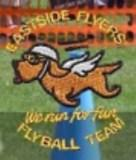 EASTSIDE FLYERS
We run for fun
FLYBALL TEAM